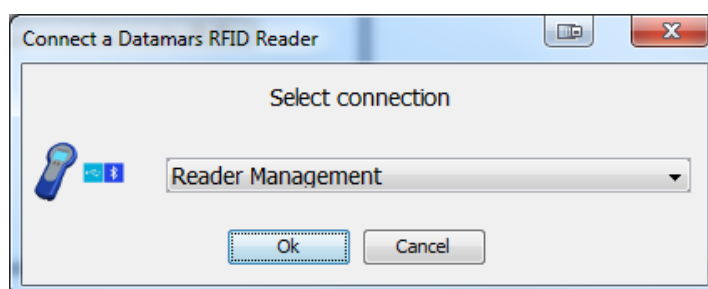 Connect a Datamars RFID Reader
Select connection
Reader Management
Ok
Cancel